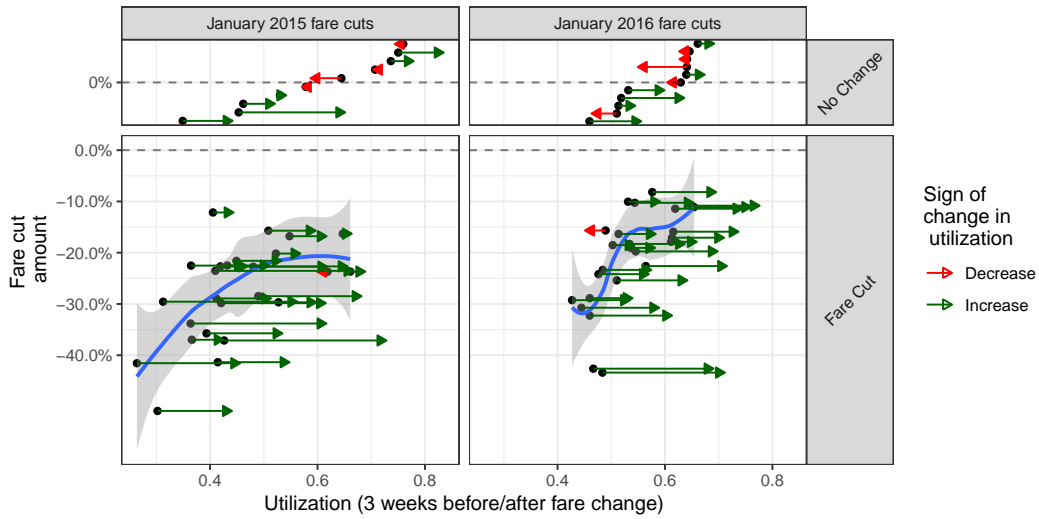 January 2015 fare cuts
January 2016 fare cuts
0%
No Change
0.0%
−10.0%
−20.0%
−30.0%
−40.0%
Fare cut
amount
Fare Cut
0.4
0.6
0.8
0.4
0.6
0.8
Utilization (3 weeks before/after fare change)
Sign of
change in
utilization
Decrease
Increase